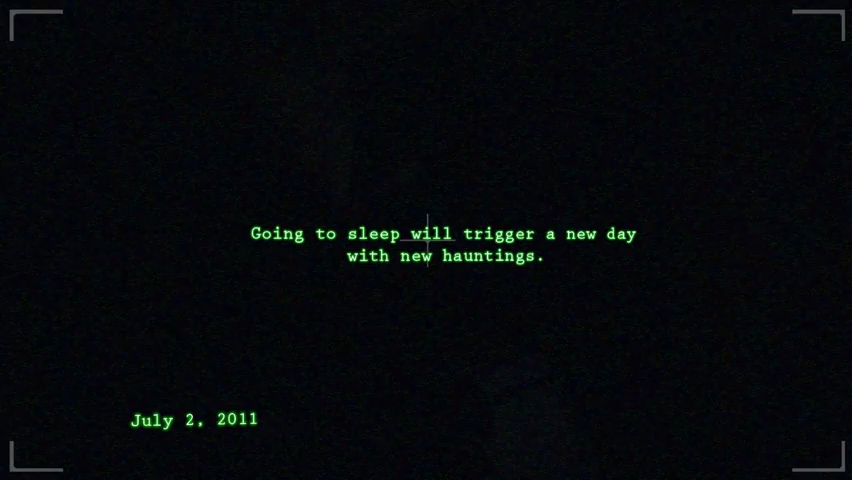 Going to sleep will trigger a new day
with new hauntings.
July 2, 2011